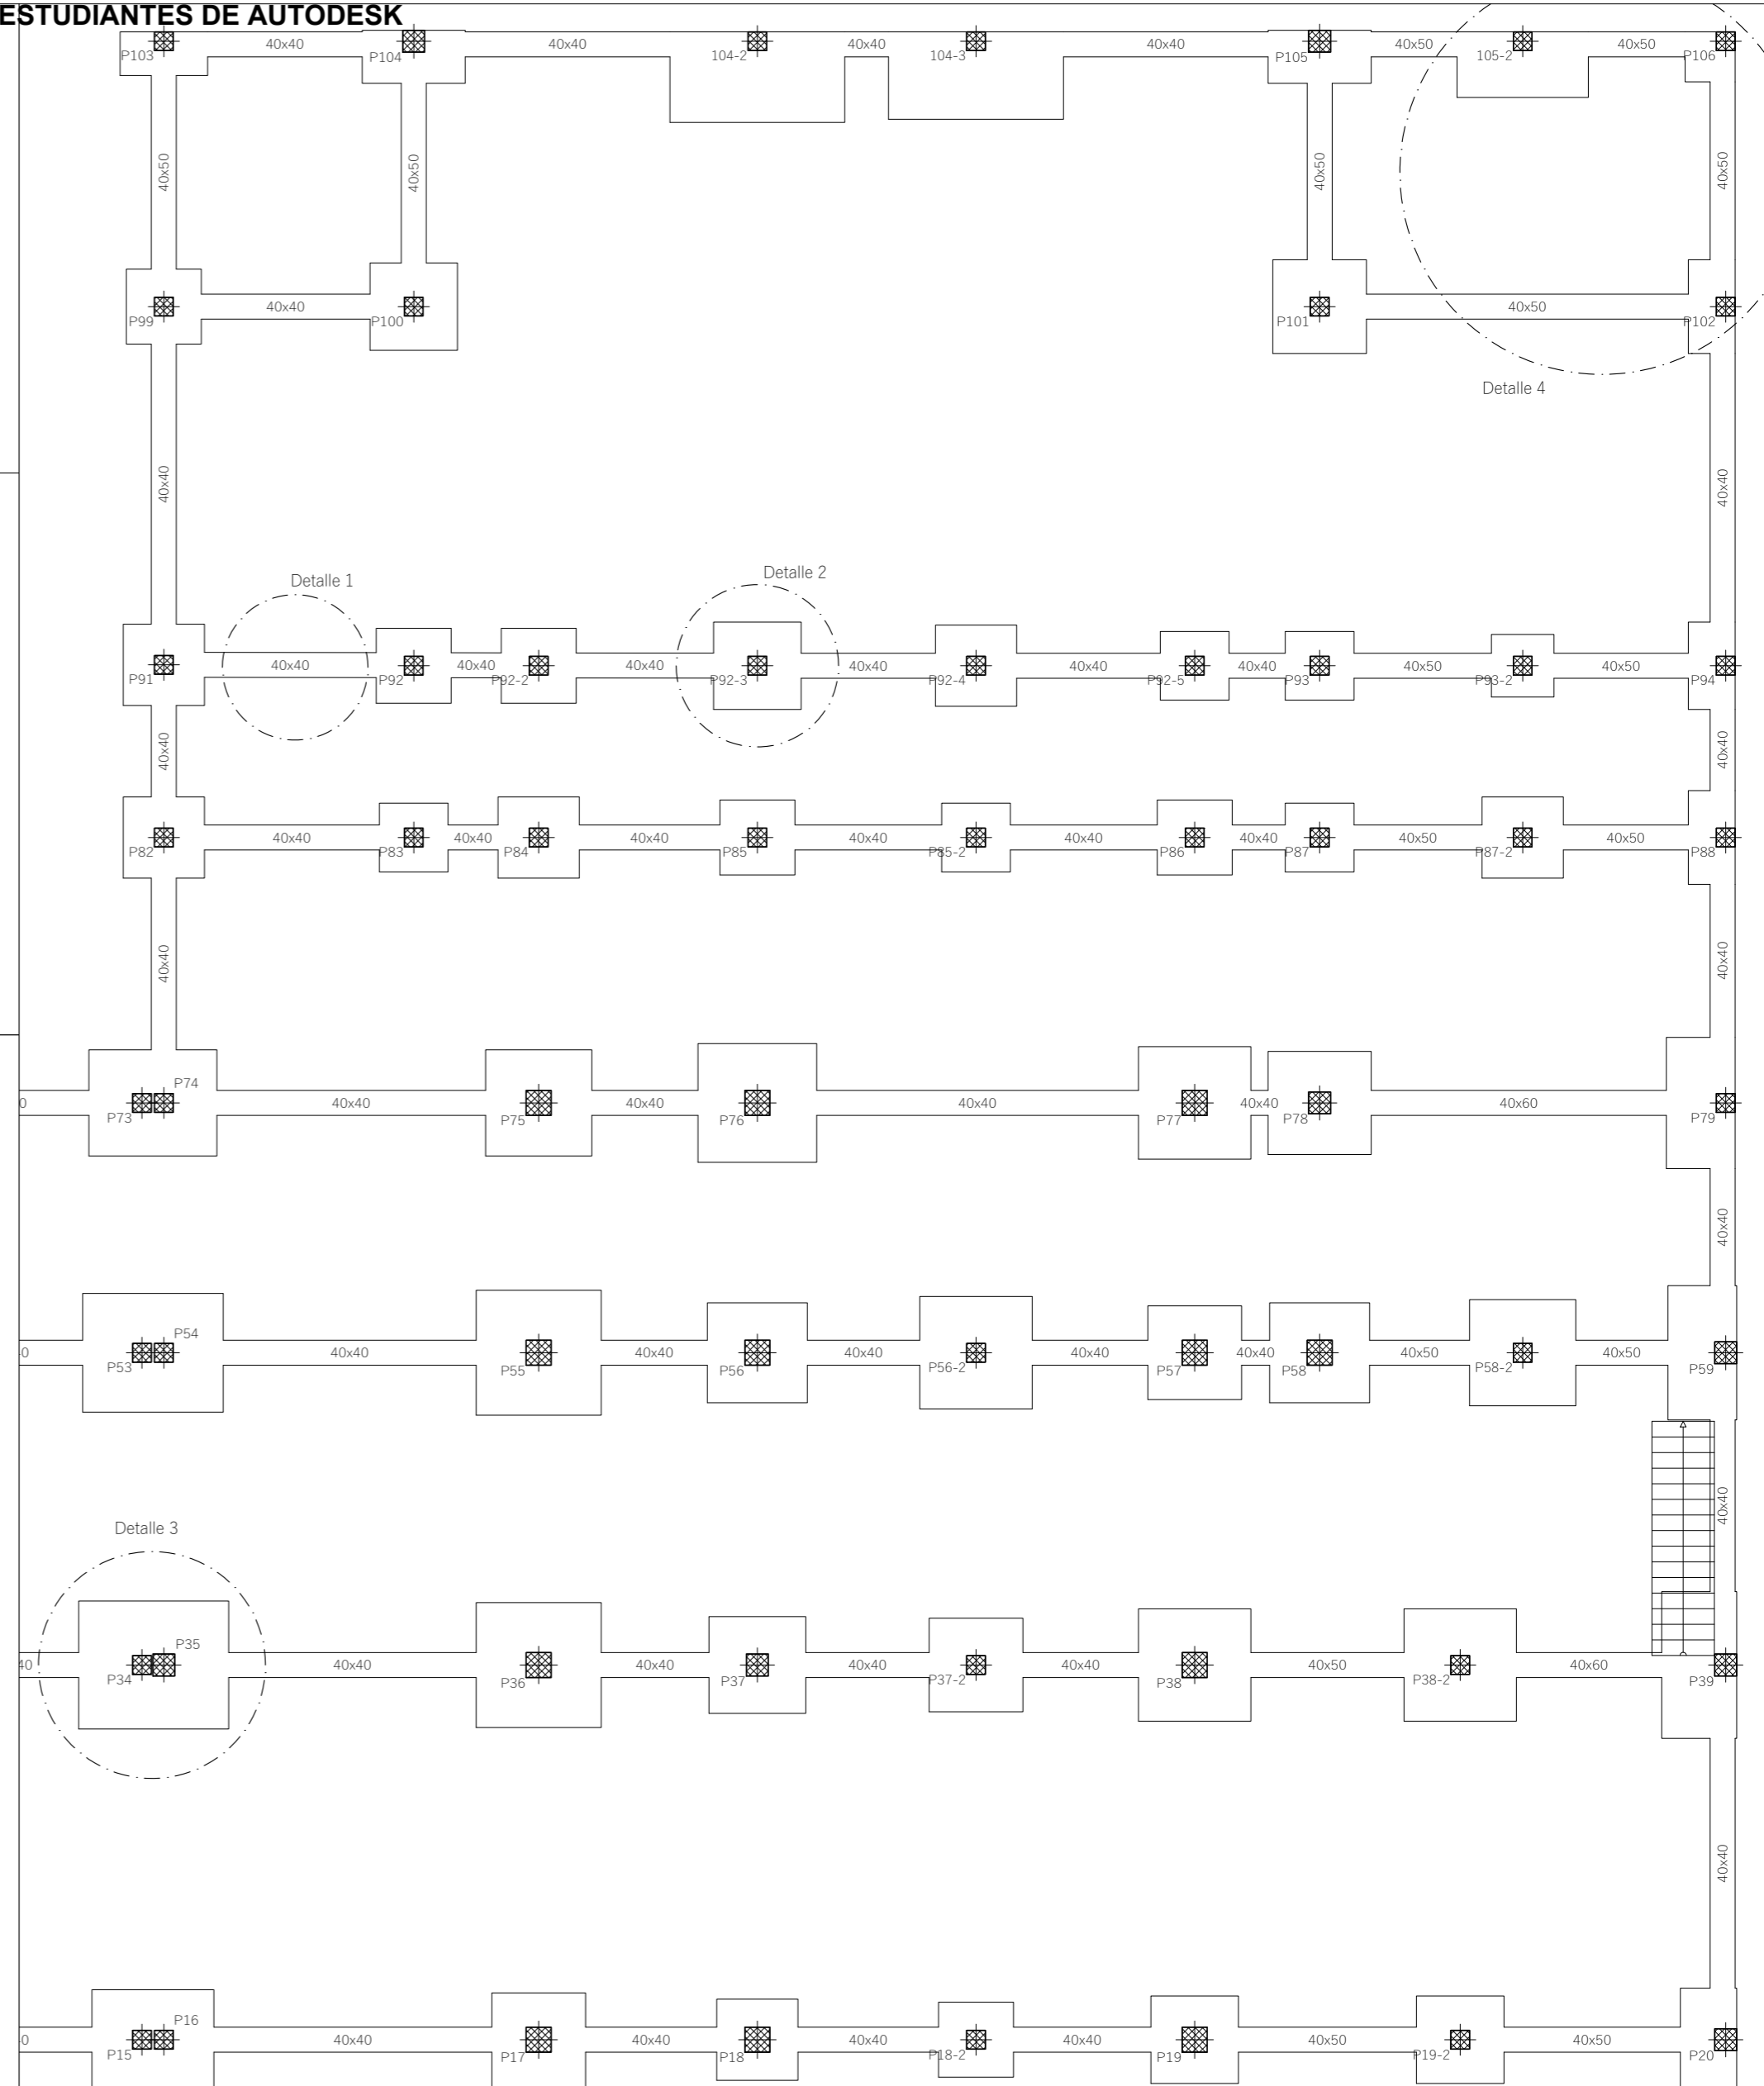 ESTUDIANTES DE AUTODESK
P103 40x40 P104 40x40 104-2 40x40 104-3 40x40 P105 40x50 105-2 40x50 P106
40x50 40x50 40x50 40x50
P99 40x40 P100 P101 40x50 P102
Detalle 4
40x40 40x40
Detalle 1 Detalle 2
P91 40x40 P92 40x40 P92-2 40x40 P92-3 40x40 P92-4 40x40 P92-5 40x40 P93 40x50 P93-2 40x50 P94
40x40 40x40
P82 40x40 P83 40x40 P84 40x40 P85 40x40 P85-2 40x40 P86 40x40 P87 40x50 P87-2 40x50 P88
40x40 40x40
P74
0 P73 40x40 P75 40x40 P76 40x40 P77 40x40 P78 40x60 P79
40x40
P54
0 P53 40x40 P55 40x40 P56 40x40 P56-2 40x40 P57 40x40 P58 40x50 P58-2 40x50 P59
40x40
Detalle 3
P35
40 P34 40x40 P36 40x40 P37 40x40 P37-2 40x40 P38 40x50 P38-2 40x60 P39
40x40
P16
0 P15 40x40 P17 40x40 P18 40x40 P18-2 40x40 P19 40x50 P19-2 40x50 P20